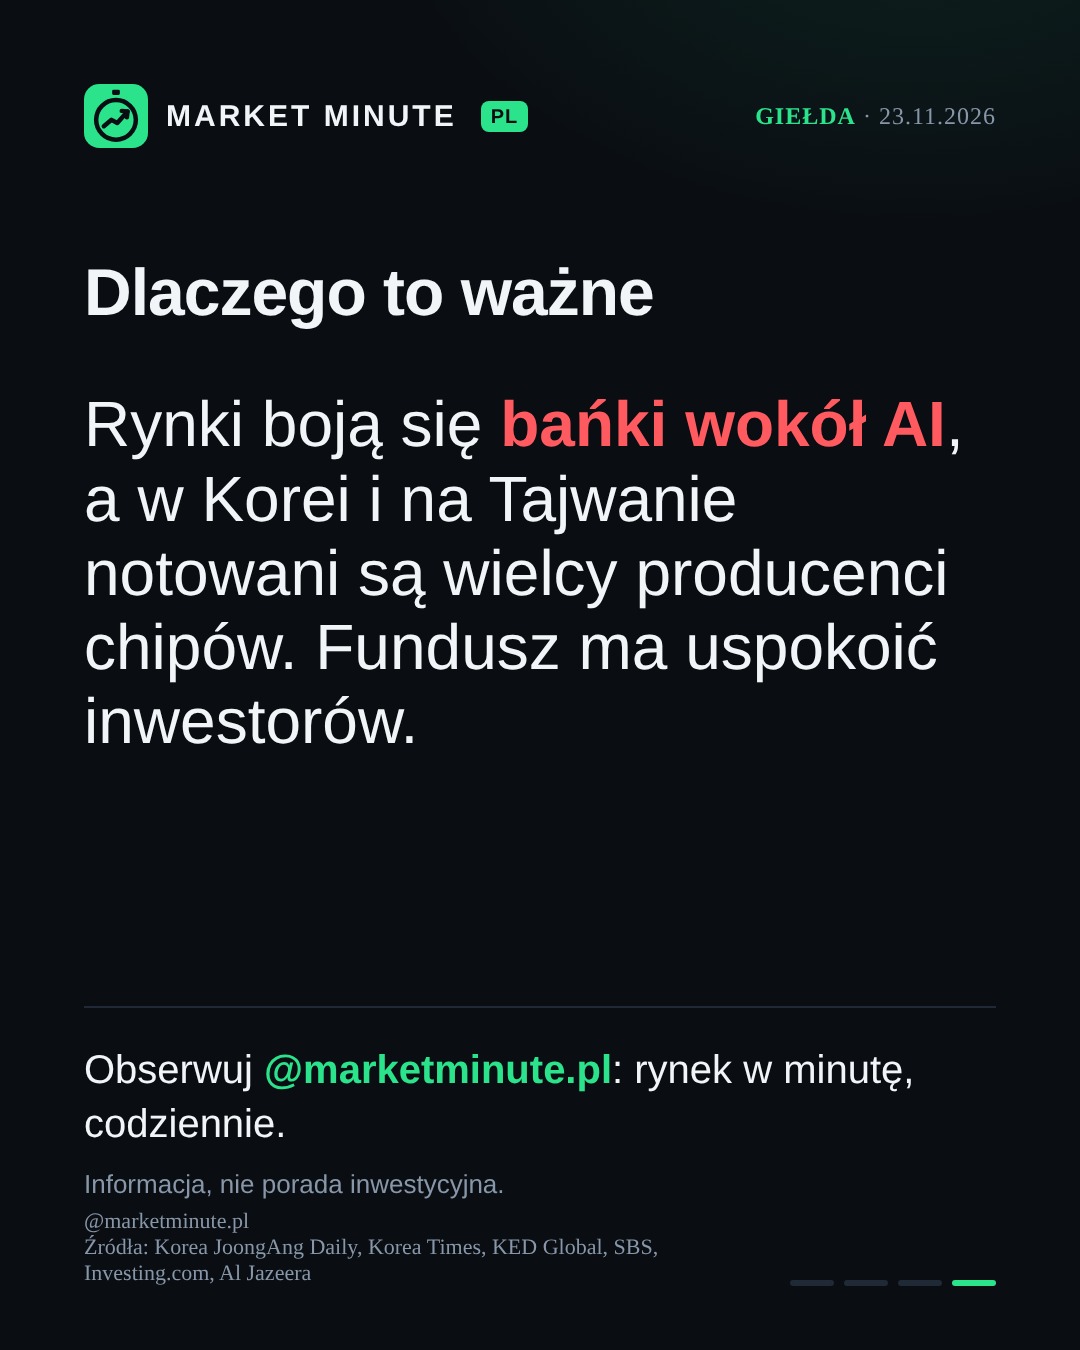 MARKET MINUTE PL
GIEŁDA · 23.11.2026
Dlaczego to ważne
Rynki boją się bańki wokół AI,
a w Korei i na Tajwanie
notowani są wielcy producenci
chipów. Fundusz ma uspokoić
inwestorów.
Obserwuj @marketminute.pl: rynek w minutę,
codziennie.
Informacja, nie porada inwestycyjna.
@marketminute.pl
Źródła: Korea JoongAng Daily, Korea Times, KED Global, SBS,
Investing.com, Al Jazeera